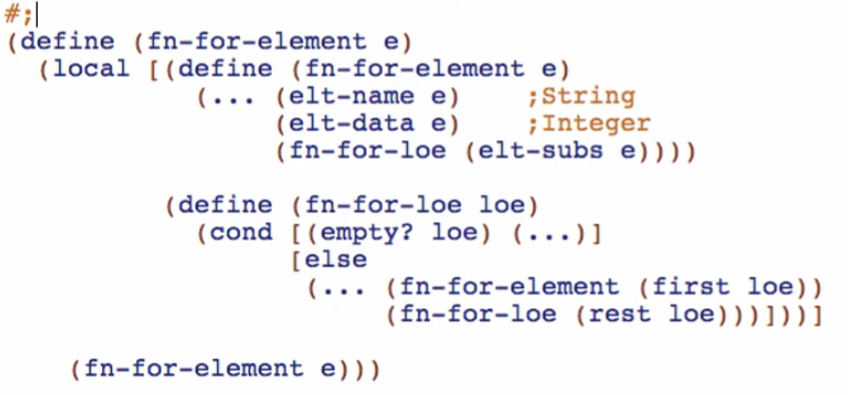 #;
(define (fn-for-element e)
(local [(define (fn-for-element e)
(... (elt-name e) ;String
(elt-data e) ;Integer
(fn-for-loe (elt-subs e))))
(define (fn-for-loe loe)
(cond [(empty? loe) (...)]
[else
(... (fn-for-element (first loe))
(fn-for-loe (rest loe)))]))]
(fn-for-element e)))